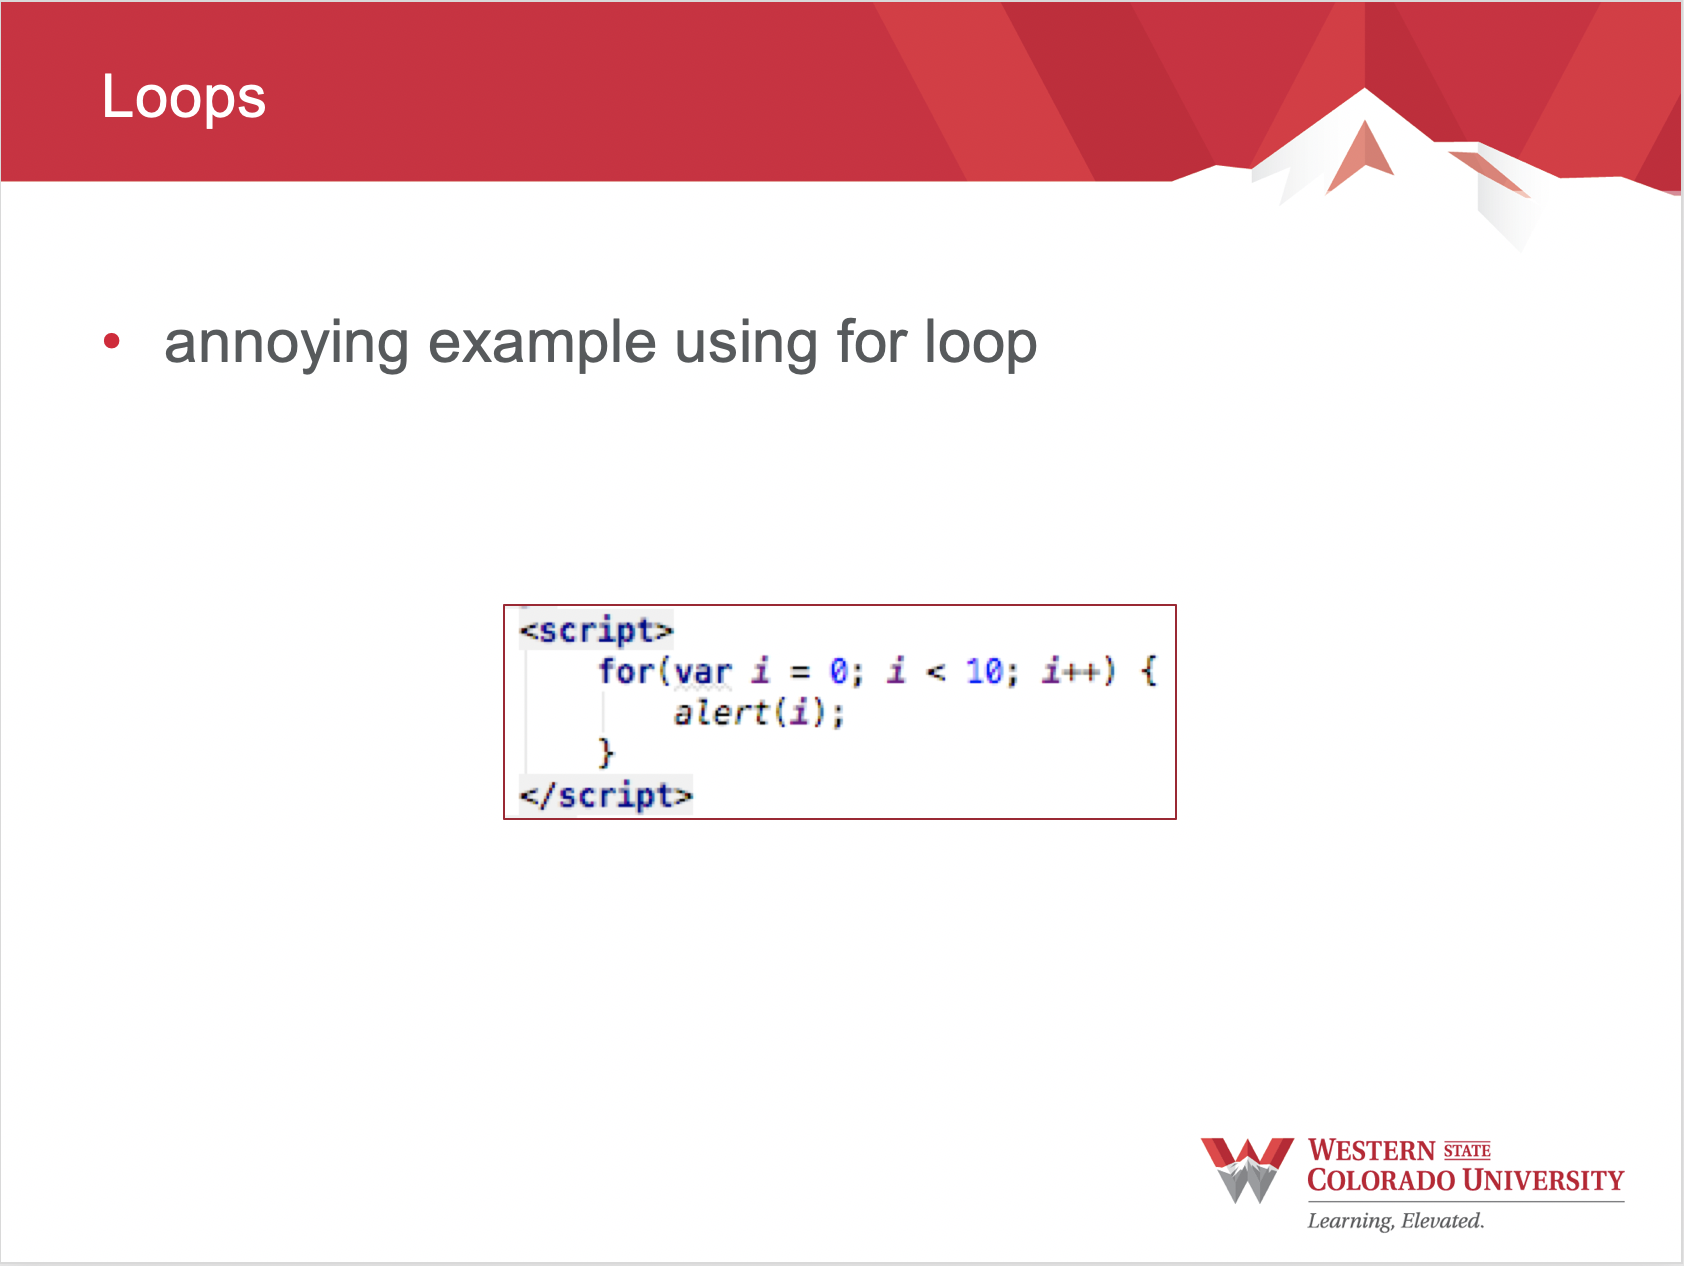 Loops
• annoying example using for loop
<script>
for(var i = 0; i < 10; i++) {
alert(i);
}
</script>
WESTERN STATE
COLORADO UNIVERSITY
Learning, Elevated.